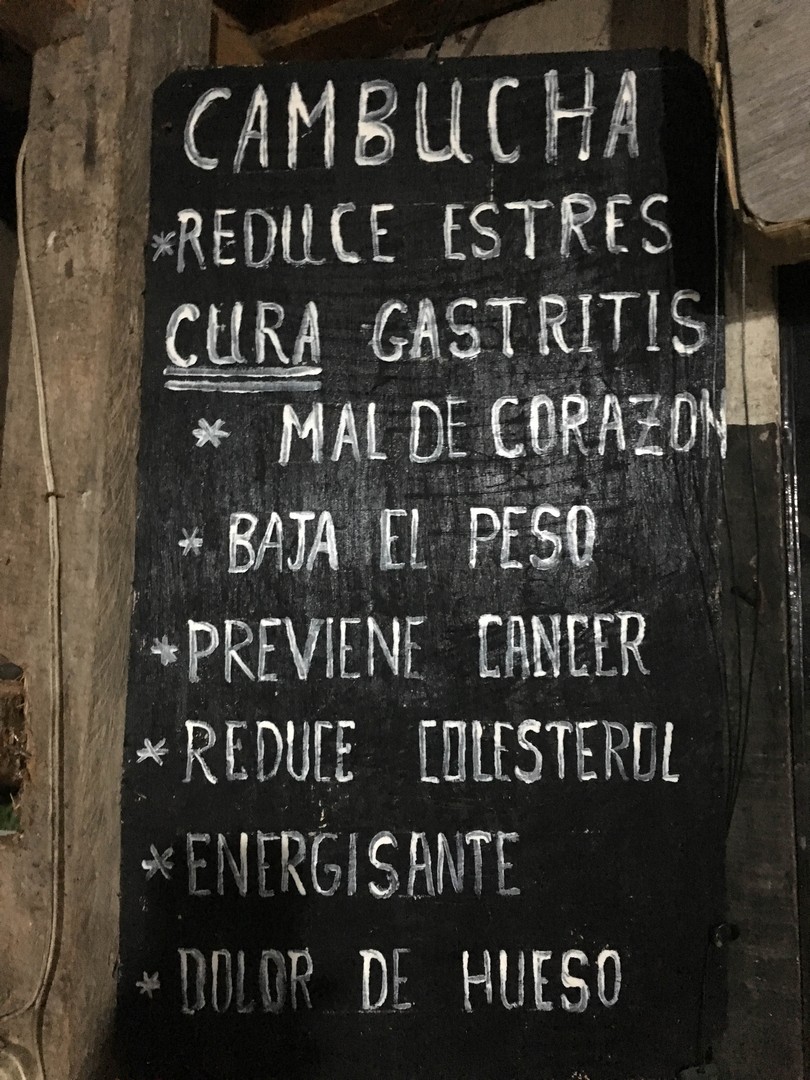 CAMBUCHA
*REDUCE ESTRES
CURA GASTRITIS
* MAL DE CORAZON
* BAJA EL PESO
*PREVIENE CANCER
*REDUCE COLESTEROL
*ENERGISANTE
*DOLOR DE HUESO